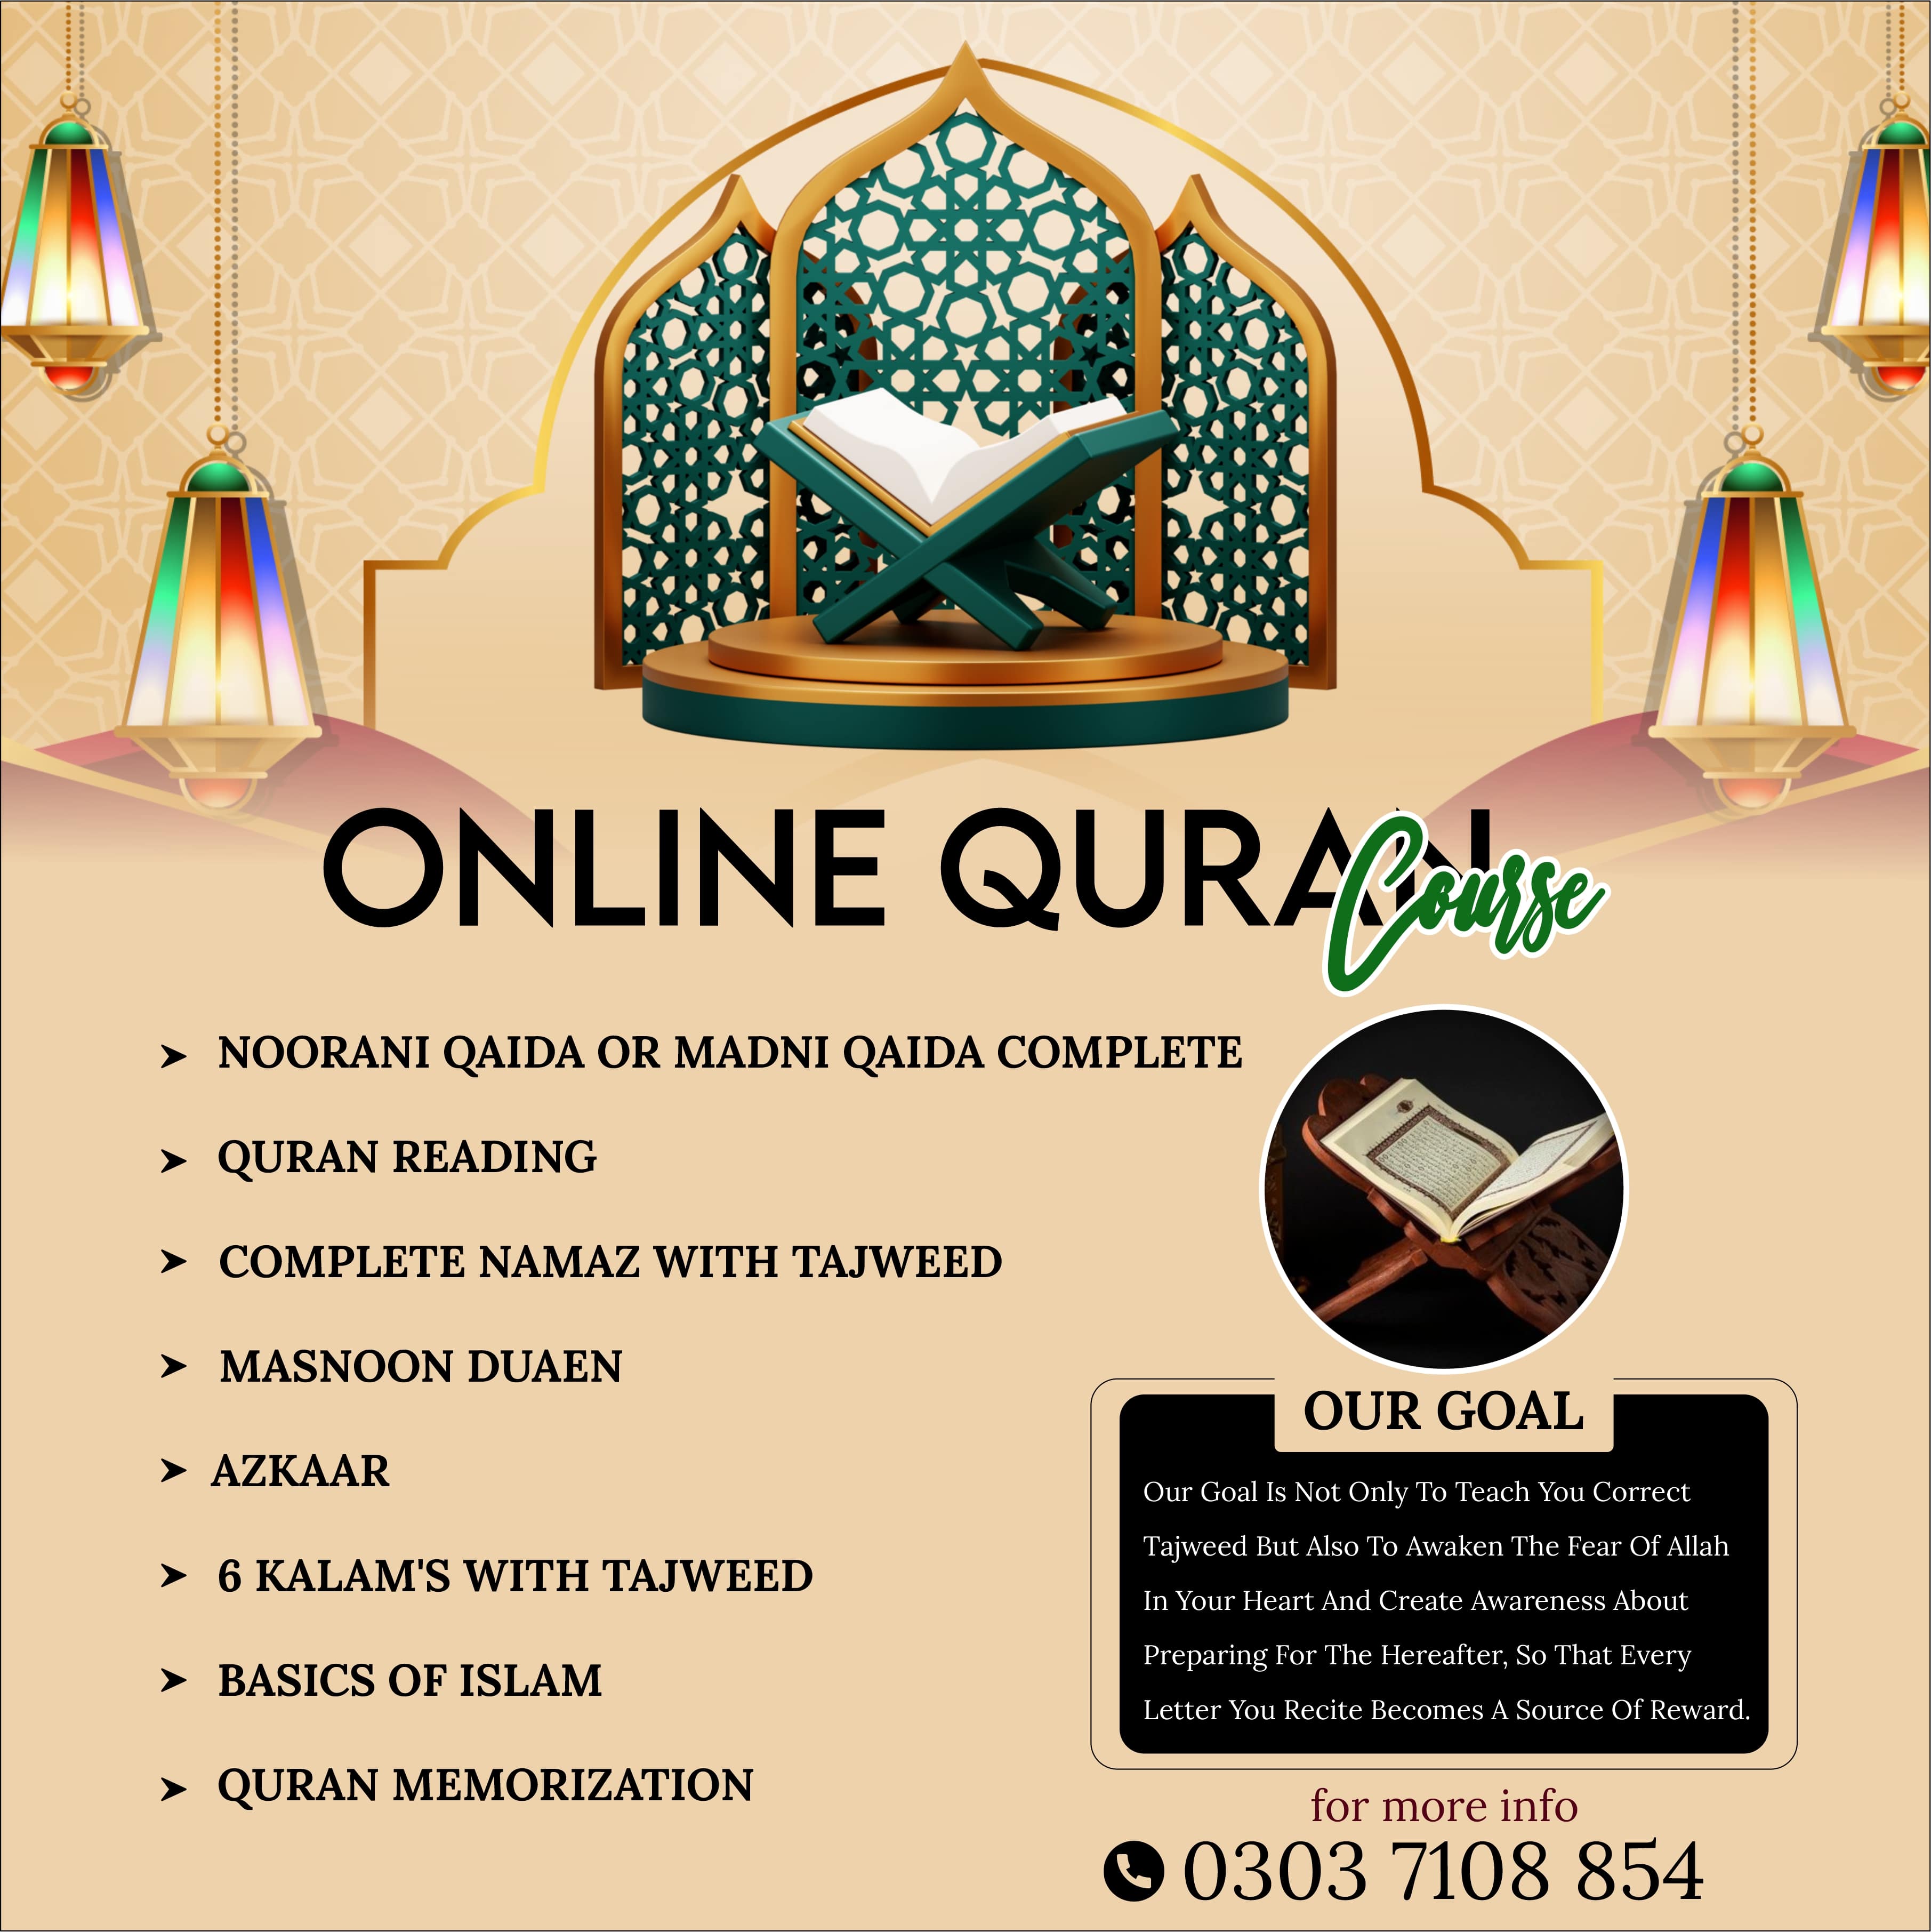 ONLINE QURAN
Course
NOORANI QAIDA OR MADNI QAIDA COMPLETE
QURAN READING
COMPLETE NAMAZ WITH TAJWEED
MASNOON DUAEN
AZKAAR
6 KALAM'S WITH TAJWEED
BASICS OF ISLAM
QURAN MEMORIZATION
OUR GOAL
Our Goal Is Not Only To Teach You Correct
Tajweed But Also To Awaken The Fear Of Allah
In Your Heart And Create Awareness About
Preparing For The Hereafter, So That Every
Letter You Recite Becomes A Source Of Reward.
for more info
0303 7108 854